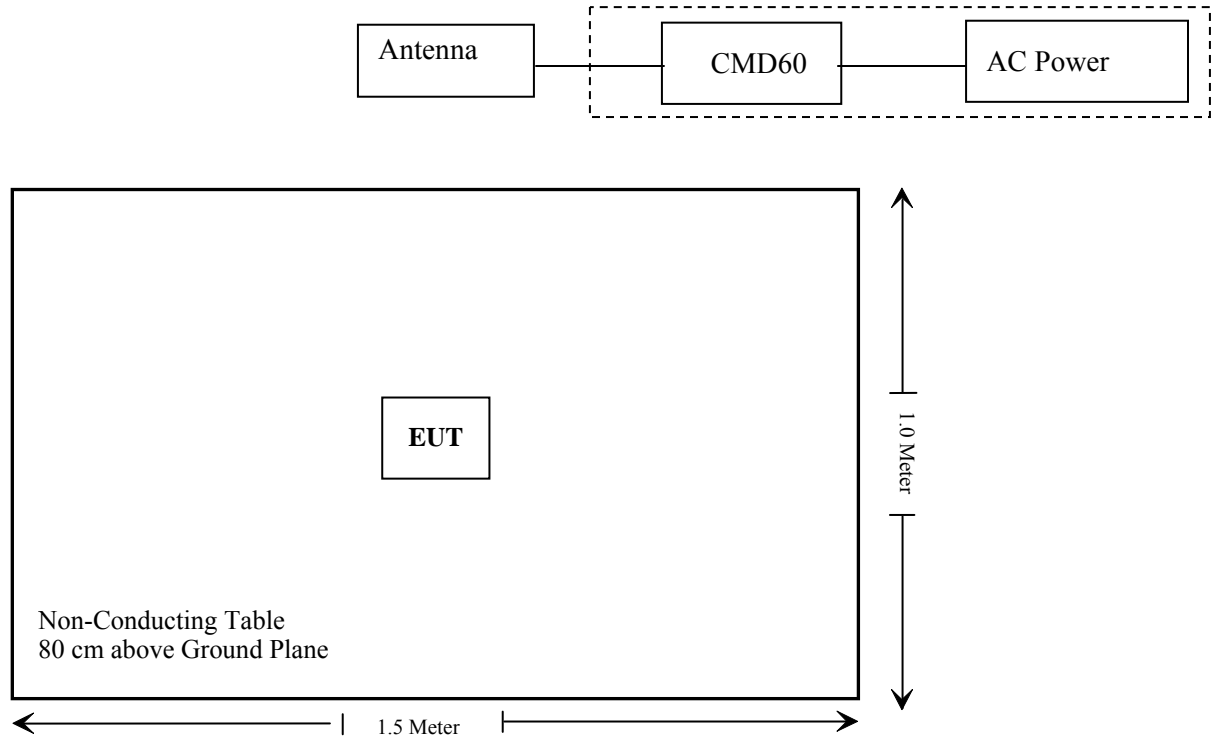 Antenna
CMD60
AC Power
EUT
1.0 Meter
Non-Conducting Table
80 cm above Ground Plane
1.5 Meter